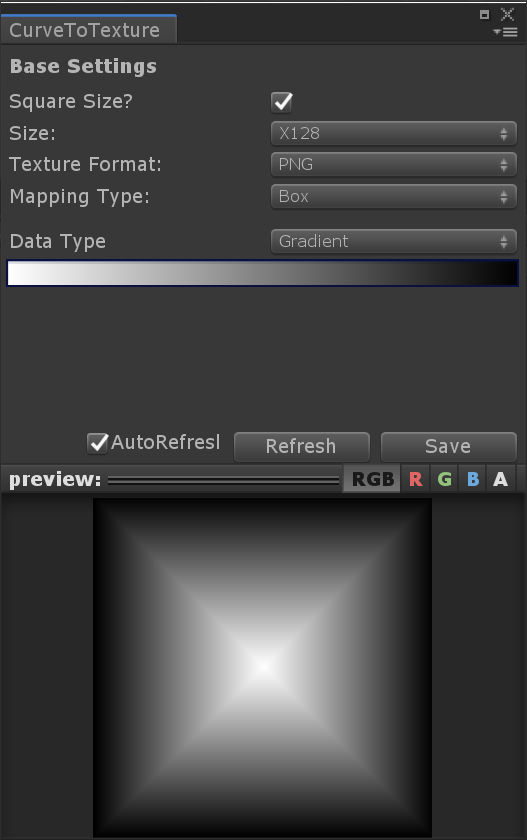 CurveToTexture
Base Settings
Square Size?
Size: X128
Texture Format: PNG
Mapping Type: Box
Data Type Gradient
AutoRefresl Refresh Save
preview: RGB R G B A